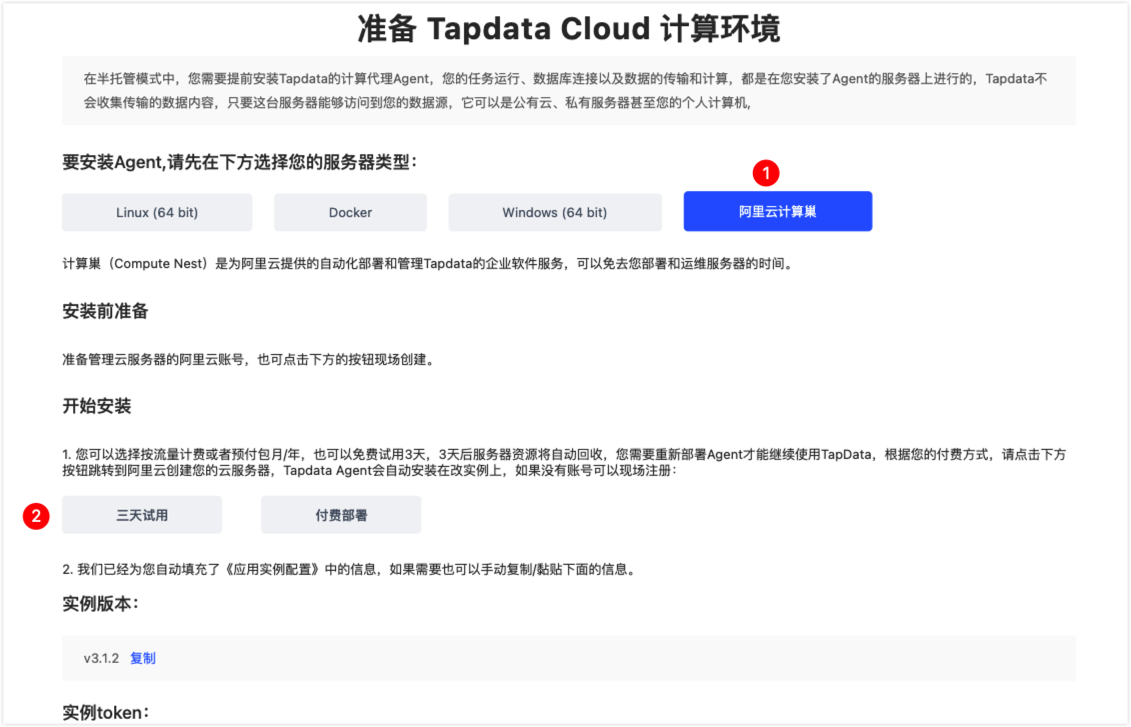 准备 Tapdata Cloud 计算环境
在半托管模式中，您需要提前安装Tapdata的计算代理Agent，您的任务运行、数据库连接以及数据的传输和计算，都是在您安装了Agent的服务器上进行的，Tapdata不
会收集传输的数据内容，只要这台服务器能够访问到您的数据源，它可以是公有云、私有服务器甚至您的个人计算机,
要安装Agent,请先在下方选择您的服务器类型：
1
Linux (64 bit) Docker Windows (64 bit) 阿里云计算巢
计算巢（Compute Nest）是为阿里云提供的自动化部署和管理Tapdata的企业软件服务，可以免去您部署和运维服务器的时间。
安装前准备
准备管理云服务器的阿里云账号，也可点击下方的按钮现场创建。
开始安装
1. 您可以选择按流量计费或者预付包月/年，也可以免费试用3天，3天后服务器资源将自动回收，您需要重新部署Agent才能继续使用TapData，根据您的付费方式，请点击下方
按钮跳转到阿里云创建您的云服务器，Tapdata Agent会自动安装在改实例上，如果没有账号可以现场注册：
2 三天试用 付费部署
2. 我们已经为您自动填充了《应用实例配置》中的信息，如果需要也可以手动复制/黏贴下面的信息。
实例版本：
v3.1.2 复制
实例token：